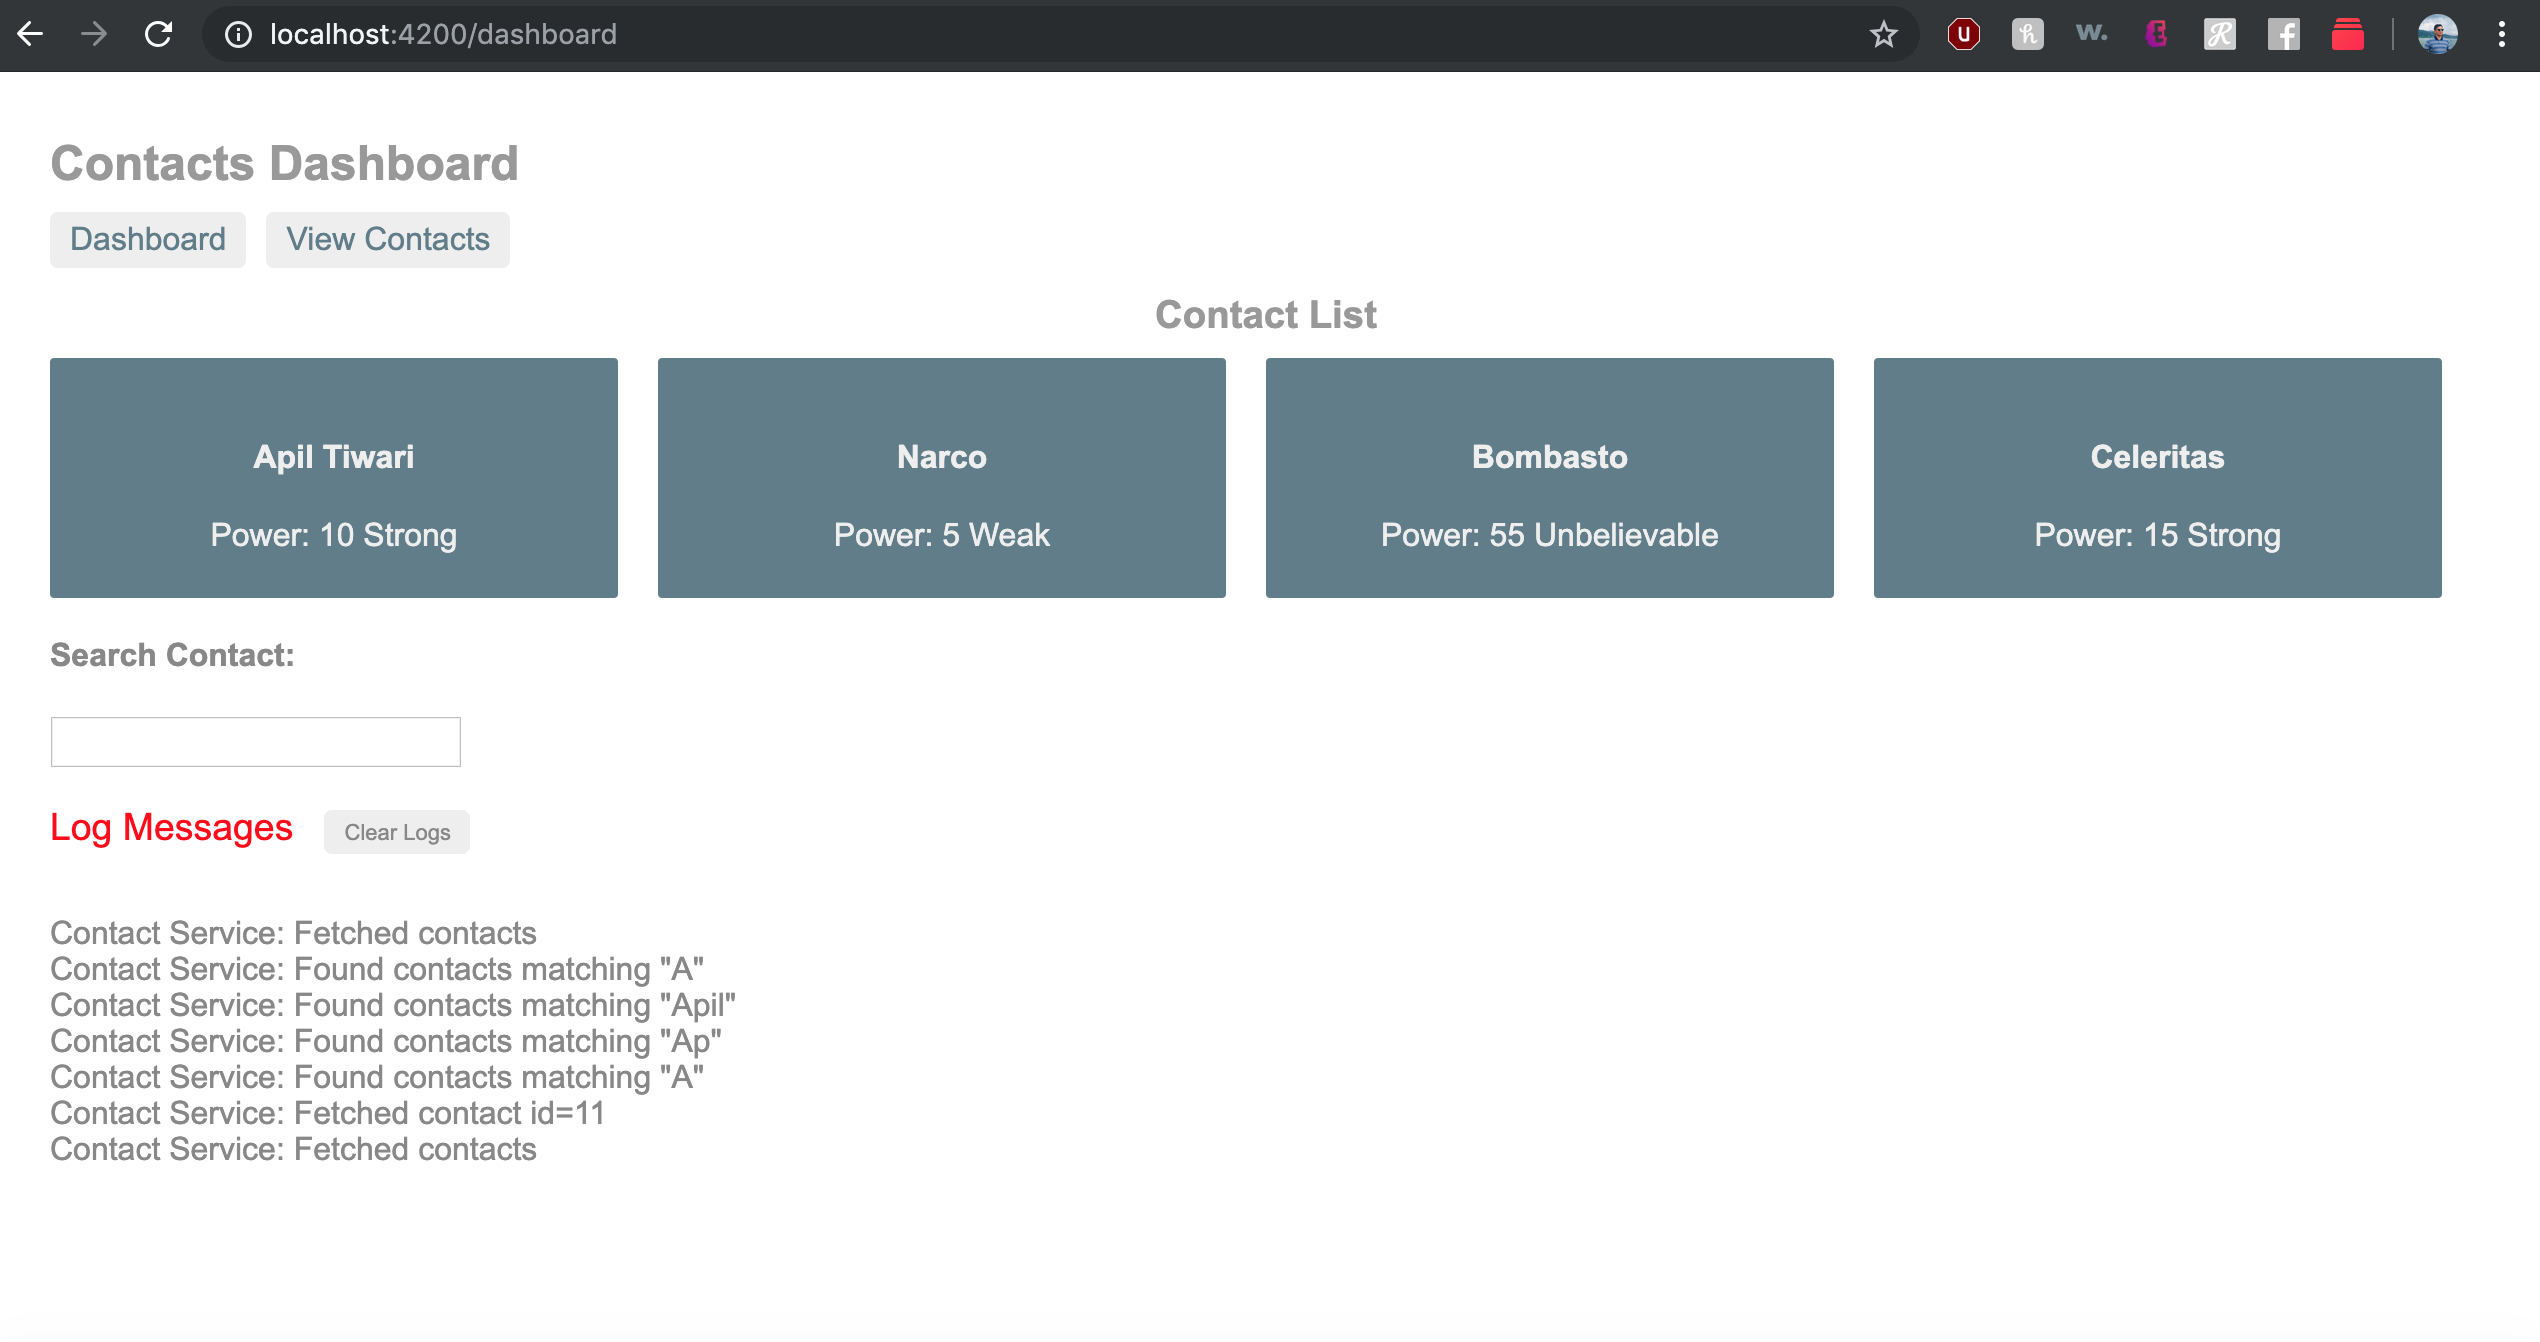 localhost:4200/dashboard
Contacts Dashboard
Dashboard View Contacts
Contact List
Apil Tiwari Narco Bombasto Celeritas
Power: 10 Strong Power: 5 Weak Power: 55 Unbelievable Power: 15 Strong
Search Contact:
Log Messages Clear Logs
Contact Service: Fetched contacts
Contact Service: Found contacts matching "A"
Contact Service: Found contacts matching "Apil"
Contact Service: Found contacts matching "Ap"
Contact Service: Found contacts matching "A"
Contact Service: Fetched contact id=11
Contact Service: Fetched contacts